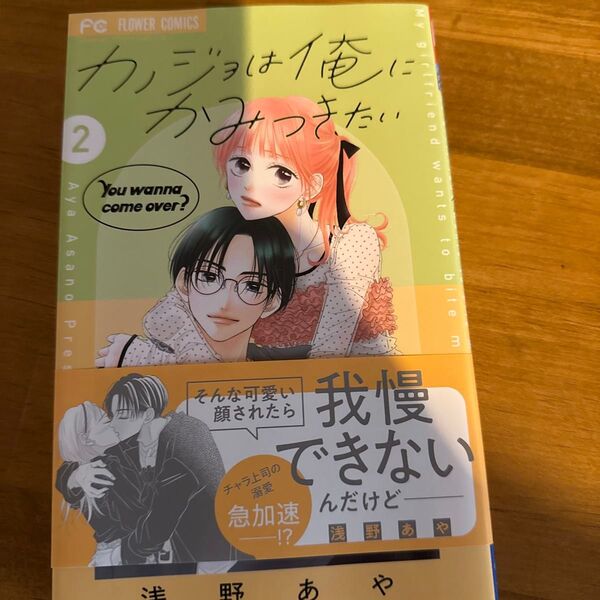 FC FLOWER COMICS
カノジョは俺に
かみつきたい
2
You wanna
come over?
Aya Asano Pre
My girlfriend wants to bite m
そんな可愛い
顔されたら
我慢
できない
んだけど――
チャラ上司の
溺愛
急加速
――!?
浅野あや
浅野あや